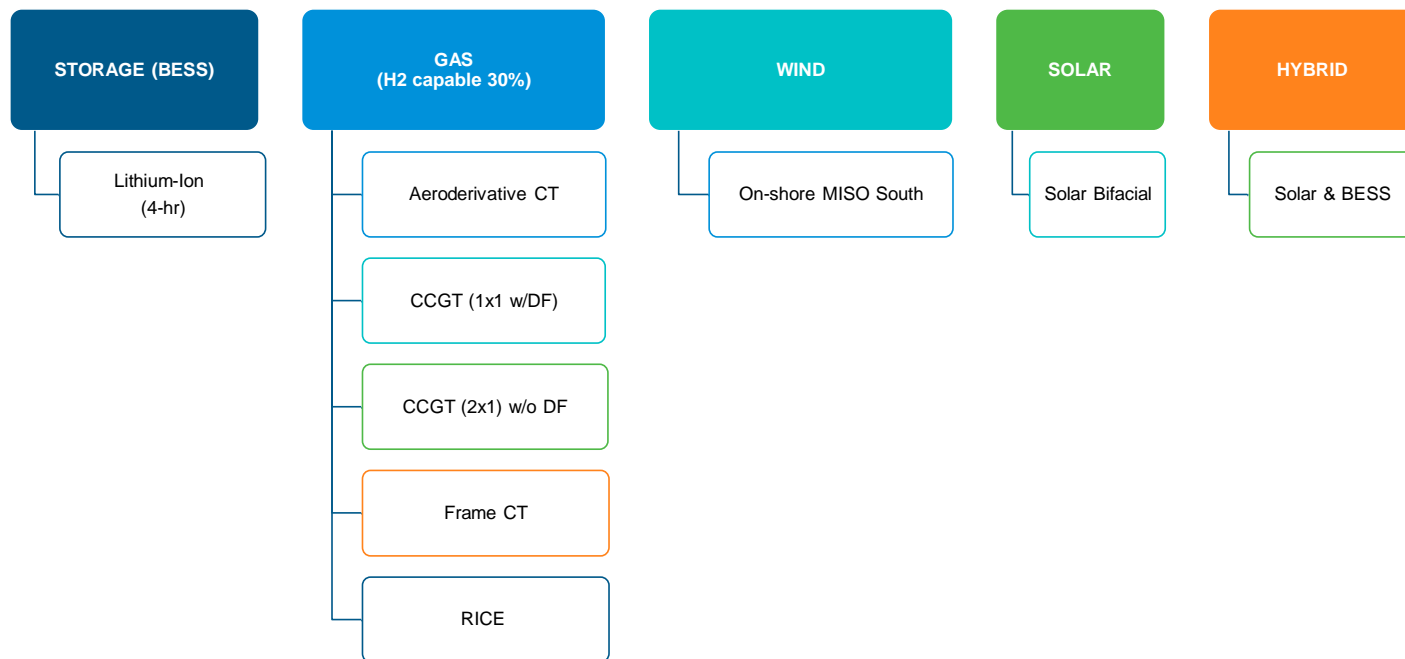 STORAGE (BESS)
Lithium-Ion
(4-hr)
GAS
(H2 capable 30%)
Aeroderivative CT
CCGT (1x1 w/DF)
CCGT (2x1) w/o DF
Frame CT
RICE
WIND
On-shore MISO South
SOLAR
Solar Bifacial
HYBRID
Solar & BESS